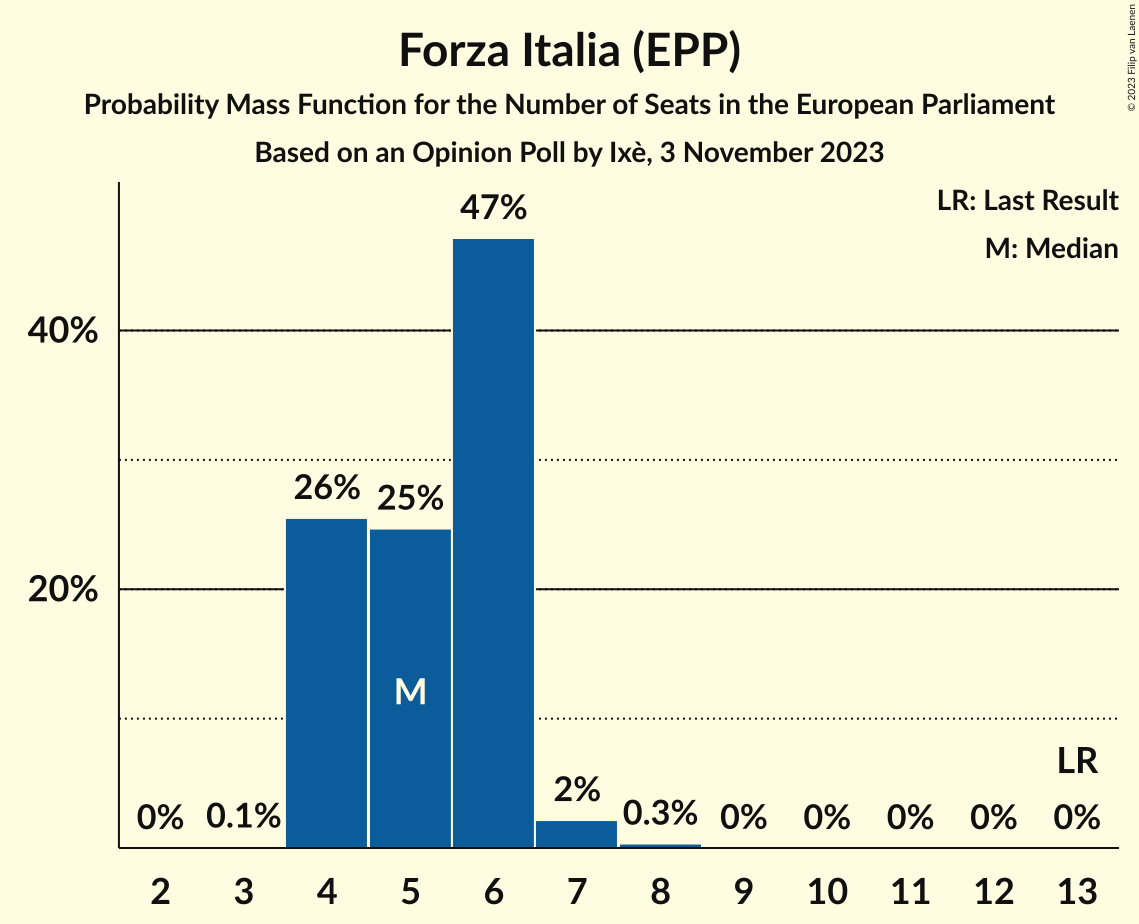 Forza Italia (EPP)
Probability Mass Function for the Number of Seats in the European Parliament
Based on an Opinion Poll by Ixè, 3 November 2023
© 2023 Filip van Laenen
LR: Last Result
M: Median
47%
40%
26%
25%
20%
M
LR
0%
0.1%
2%
0.3%
0%
0%
0%
0%
0%
2 3 4 5 6 7 8 9 10 11 12 13